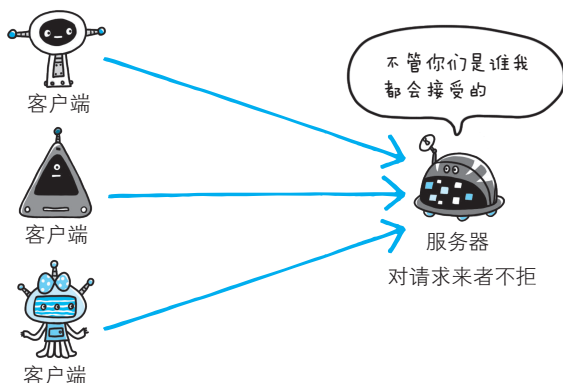 不管你们是谁我
都会接受的
客户端
客户端
服务器
对请求来者不拒
客户端